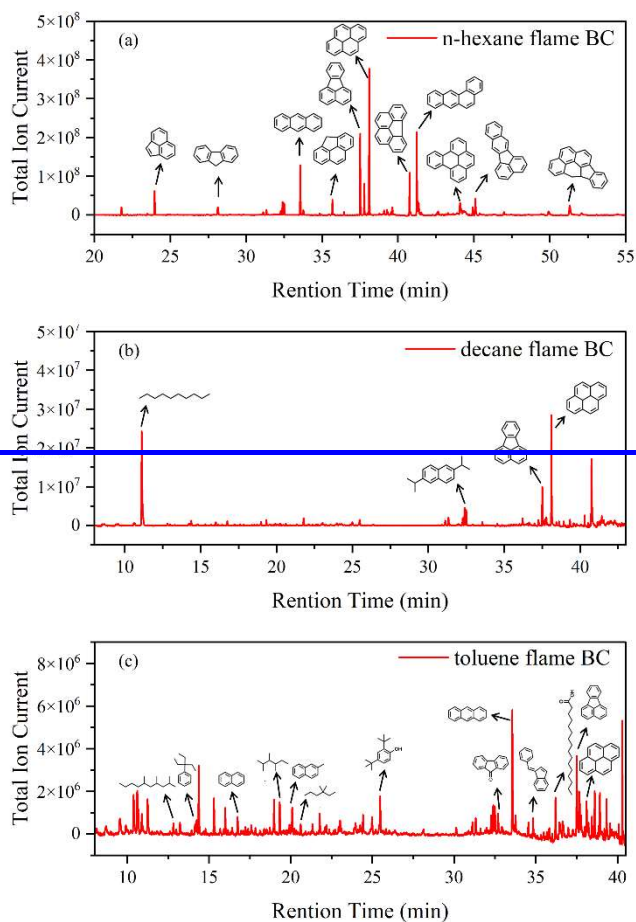 (a)
n-hexane flame BC
Total Ion Current
5×10⁸
4×10⁸
3×10⁸
2×10⁸
1×10⁸
0
20 25 30 35 40 45 50 55
Rention Time (min)
(b)
decane flame BC
Total Ion Current
5×10⁷
4×10⁷
3×10⁷
2×10⁷
1×10⁷
0
10 15 20 25 30 35 40
Rention Time (min)
(c)
toluene flame BC
Total Ion Current
8×10⁶
6×10⁶
4×10⁶
2×10⁶
0
OH
10 15 20 25 30 35 40
Rention Time (min)